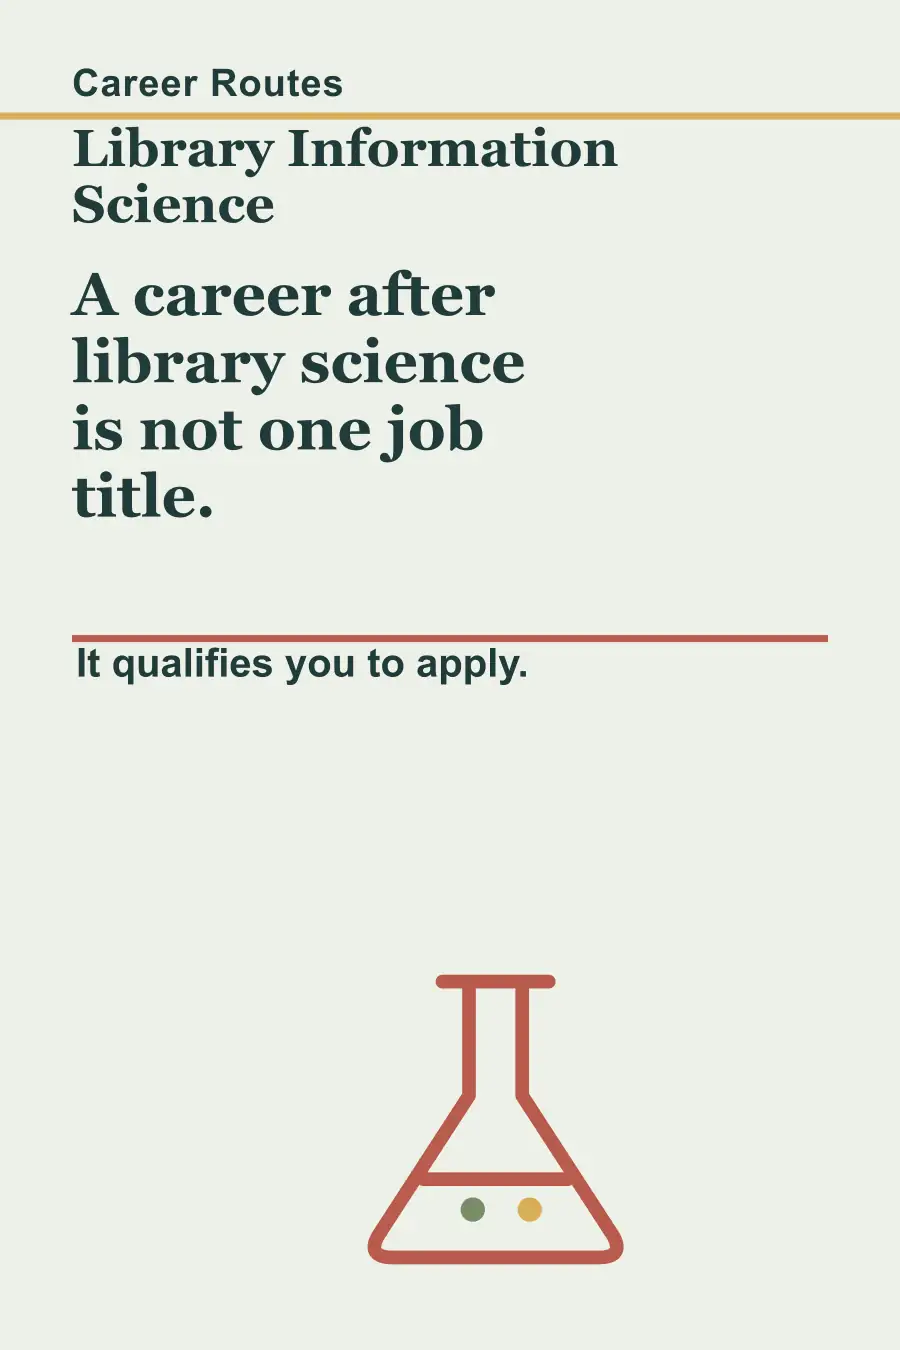 Career Routes
Library Information
Science
A career after
library science
is not one job
title.
It qualifies you to apply.